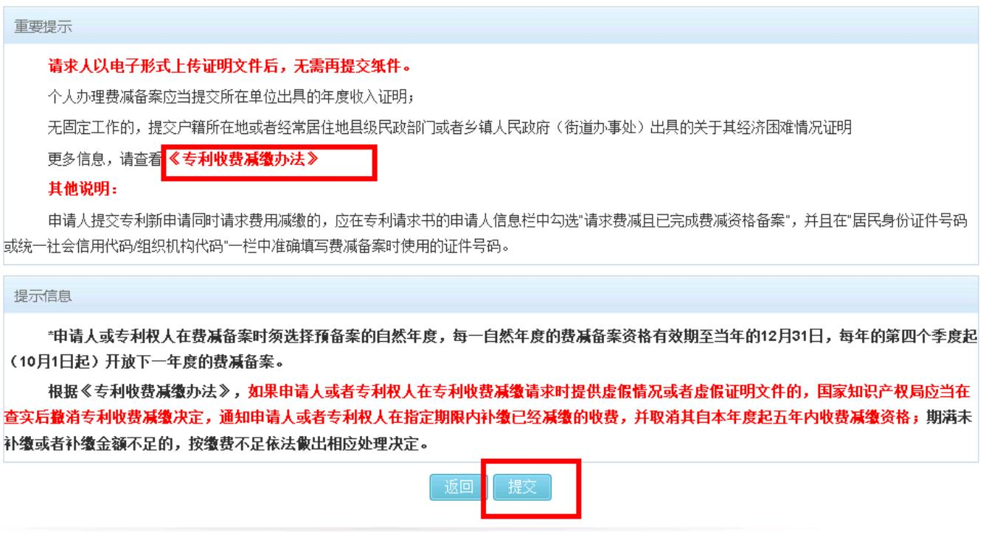 重要提示
请求人以电子形式上传证明文件后，无需再提交纸件。
个人办理费减备案应当提交所在单位出具的年度收入证明；
无固定工作的，提交户籍所在地或者经常居住地县级民政部门或者乡镇人民政府（街道办事处）出具的关于其经济困难情况证明
更多信息，请查看《专利收费减缴办法》
其他说明：
申请人提交专利新申请同时请求费用减缴的，应在专利请求书的申请人信息栏中勾选"请求费减且已完成费减资格备案"，并且在"居民身份证件号码
或统一社会信用代码/组织机构代码"一栏中准确填写费减备案时使用的证件号码。
提示信息
*申请人或专利权人在费减备案时须选择预备案的自然年度，每一自然年度的费减备案资格有效期至当年的12月31日，每年的第四个季度起
（10月1日起）开放下一年度的费减备案。
根据《专利收费减缴办法》，如果申请人或者专利权人在专利收费减缴请求时提供虚假情况或者虚假证明文件的，国家知识产权局应当在
查实后撤消专利收费减缴决定，通知申请人或者专利权人在指定期限内补缴已经减缴的收费，并取消其自本年度起五年内收费减缴资格；期满未
补缴或者补缴金额不足的，按缴费不足依法做出相应处理决定。
返回 提交